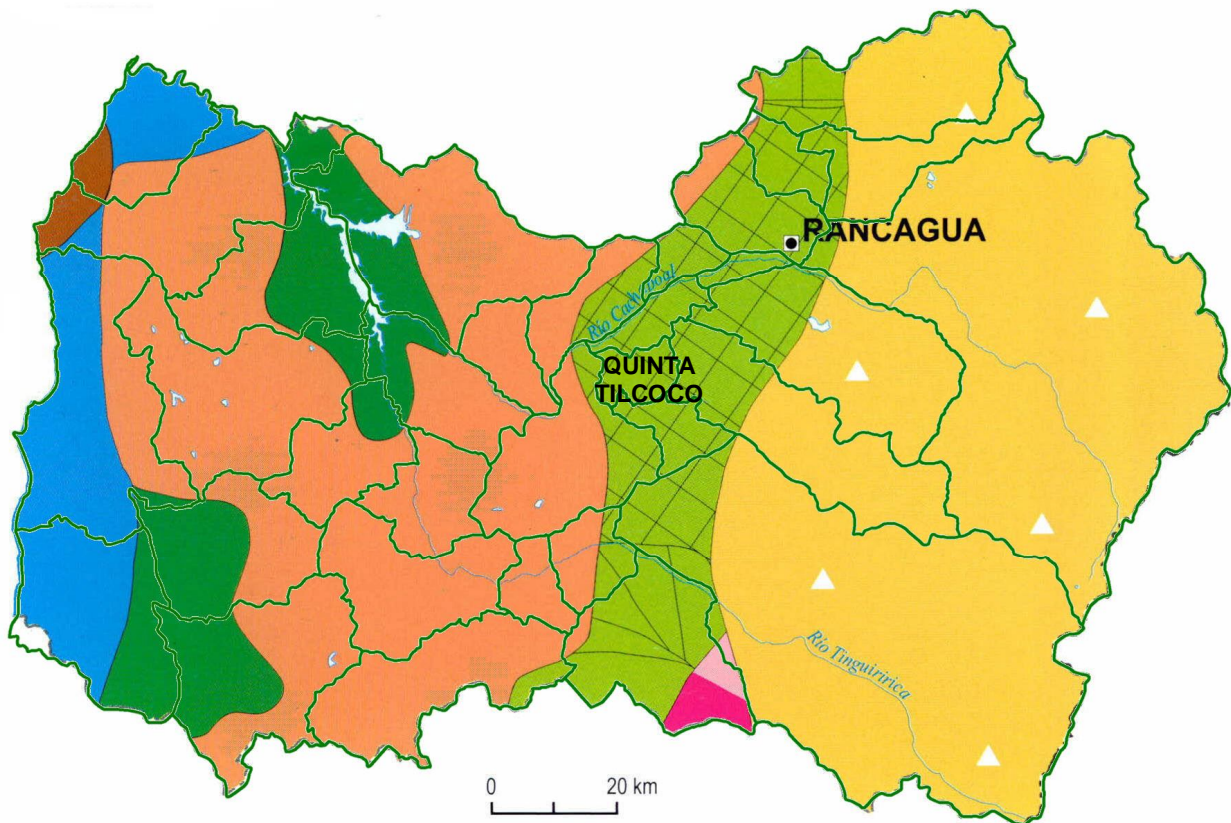 RANCAGUA
Río Cachapoal
QUINTA
TILCOCO
Río Tinguiririca
0 20 km